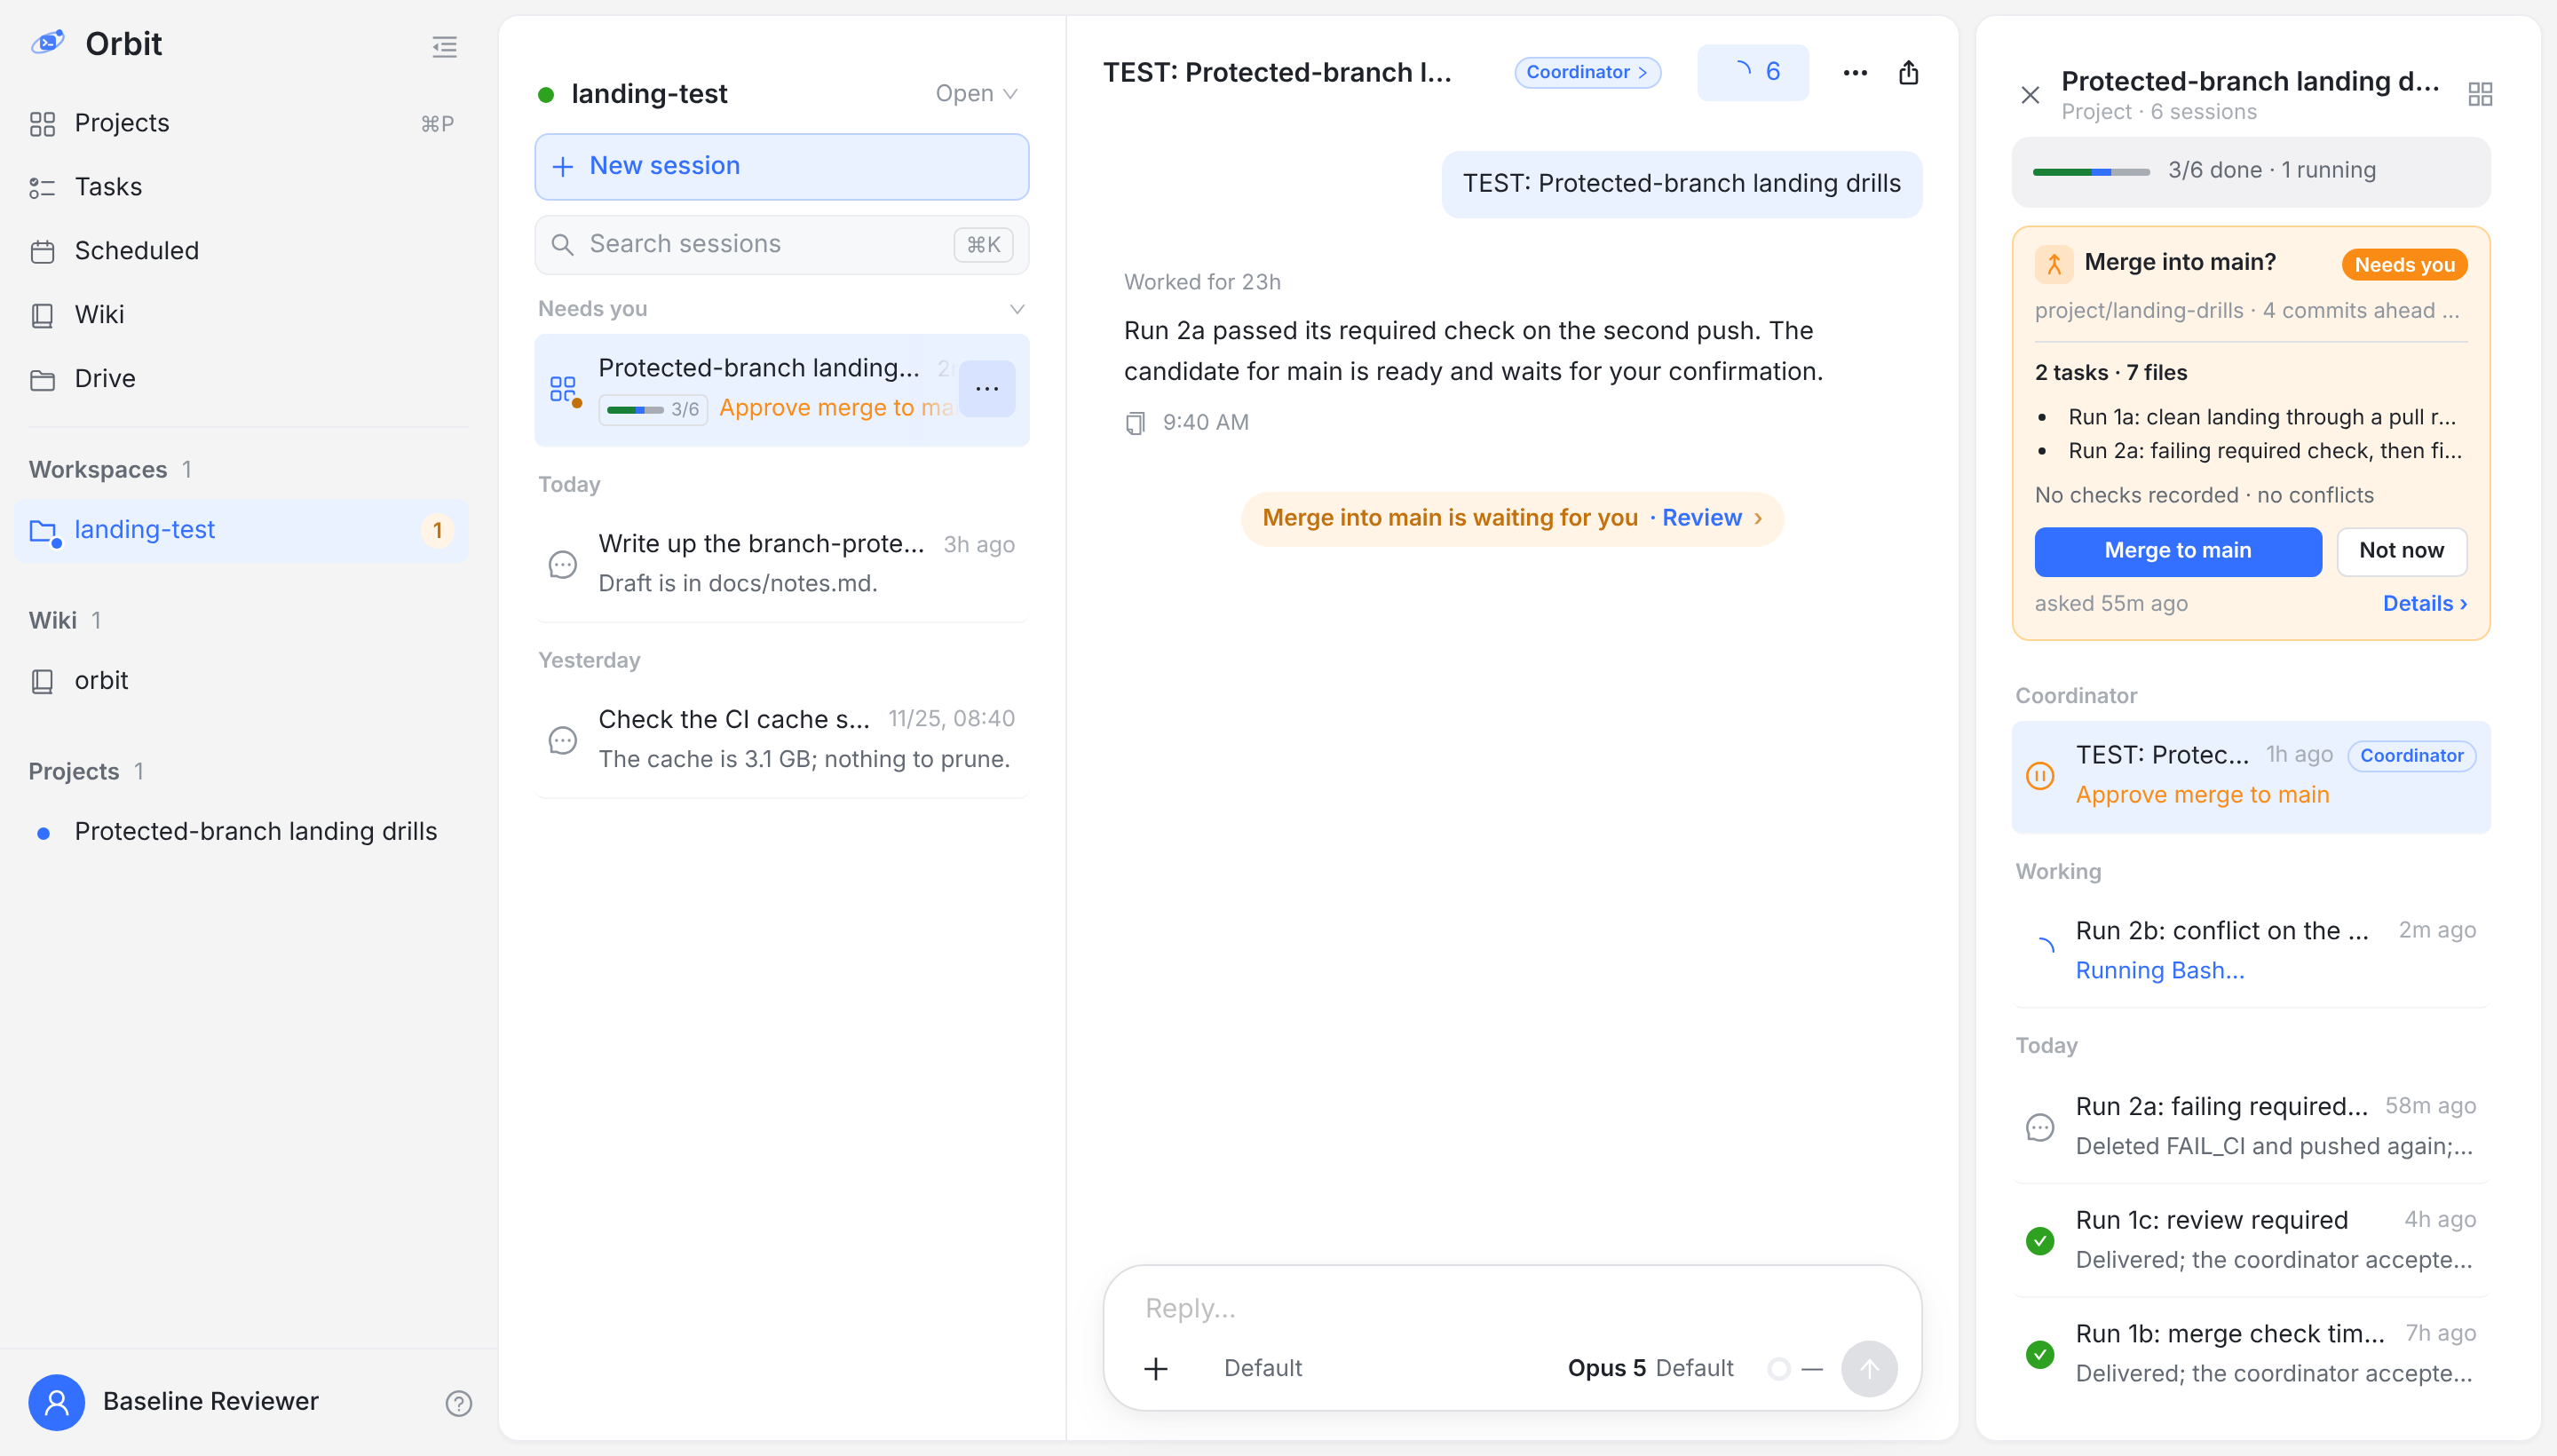 Orbit
Projects
⌘P
Tasks
Scheduled
Wiki
Drive
Workspaces 1
landing-test
1
Wiki 1
orbit
Projects 1
Protected-branch landing drills
Baseline Reviewer
landing-test
Open
New session
Search sessions
⌘K
Needs you
Protected-branch landing...
3/6
Approve merge to ma
Today
Write up the branch-prote...
3h ago
Draft is in docs/notes.md.
Yesterday
Check the CI cache s...
11/25, 08:40
The cache is 3.1 GB; nothing to prune.
TEST: Protected-branch l...
Coordinator >
6
TEST: Protected-branch landing drills
Worked for 23h
Run 2a passed its required check on the second push. The
candidate for main is ready and waits for your confirmation.
9:40 AM
Merge into main is waiting for you · Review ›
Reply...
Default
Opus 5 Default
Protected-branch landing d...
Project · 6 sessions
3/6 done · 1 running
Merge into main?
Needs you
project/landing-drills · 4 commits ahead ...
2 tasks · 7 files
• Run 1a: clean landing through a pull r...
• Run 2a: failing required check, then fi...
No checks recorded · no conflicts
Merge to main
Not now
asked 55m ago
Details ›
Coordinator
TEST: Protec...
1h ago
Coordinator
Approve merge to main
Working
Run 2b: conflict on the ...
2m ago
Running Bash...
Today
Run 2a: failing required...
58m ago
Deleted FAIL_CI and pushed again;...
Run 1c: review required
4h ago
Delivered; the coordinator accepte...
Run 1b: merge check tim...
7h ago
Delivered; the coordinator accepte...